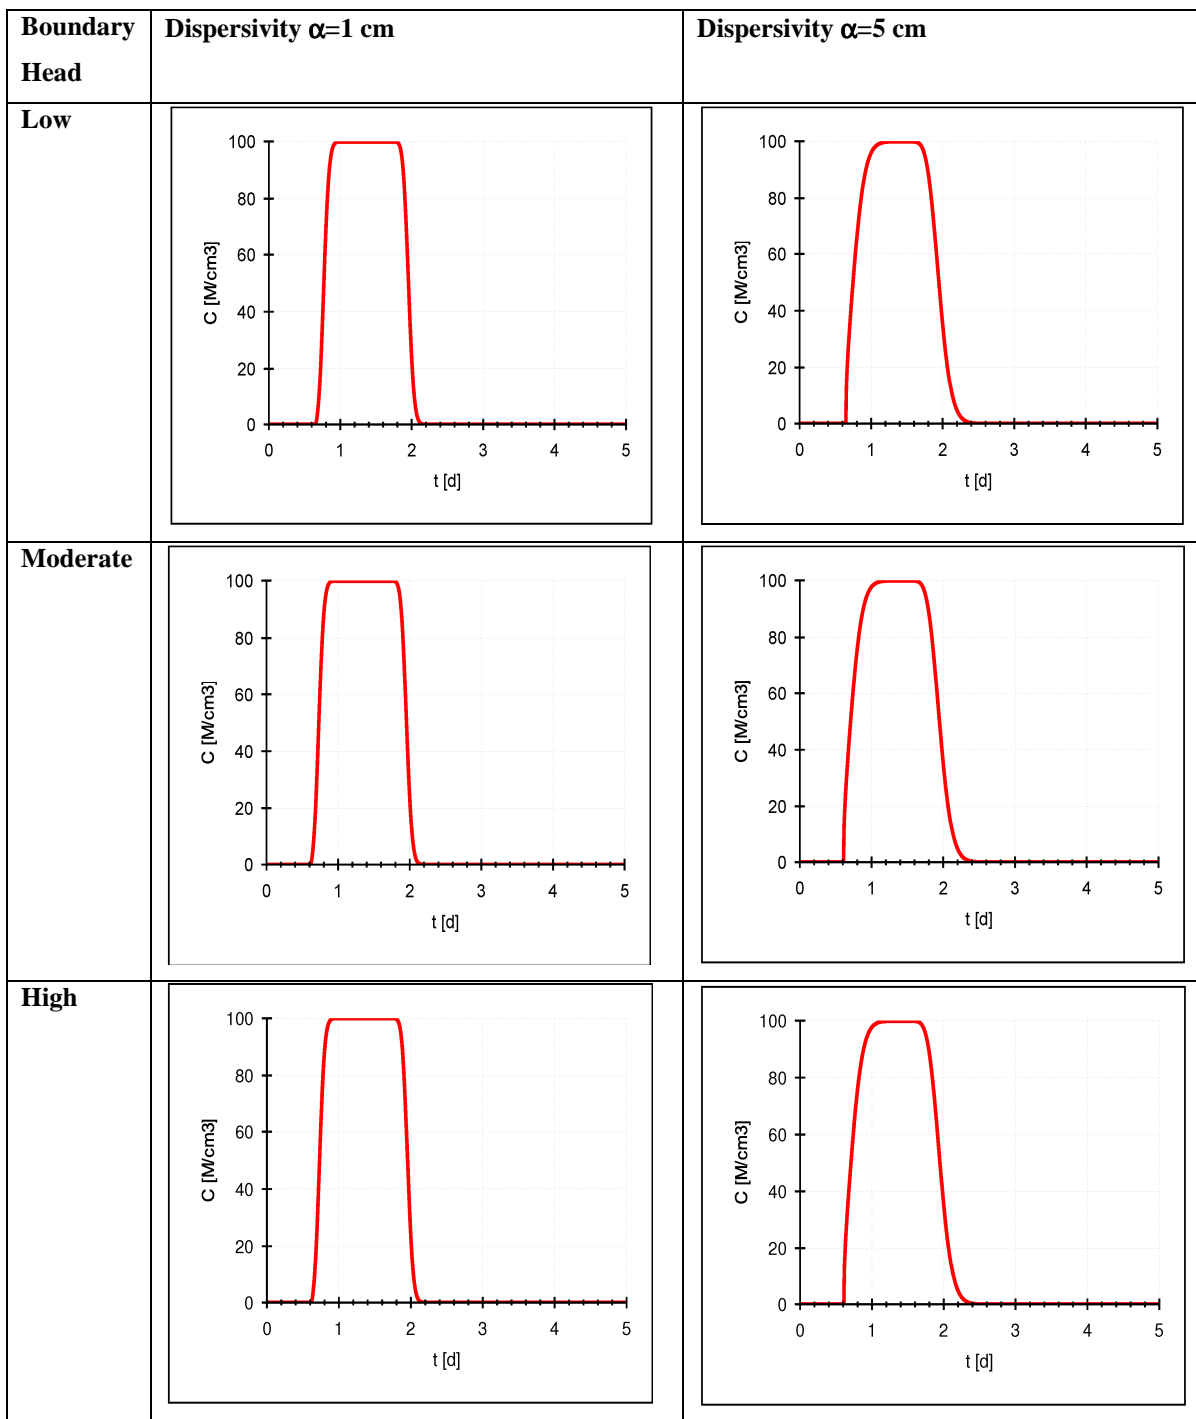 Boundary Head
Dispersivity α=1 cm
Dispersivity α=5 cm
Low
100
80
60
40
20
0
C [M/cm3]
0 1 2 3 4 5
t [d]
100
80
60
40
20
0
C [M/cm3]
0 1 2 3 4 5
t [d]
Moderate
100
80
60
40
20
0
C [M/cm3]
0 1 2 3 4 5
t [d]
100
80
60
40
20
0
C [M/cm3]
0 1 2 3 4 5
t [d]
High
100
80
60
40
20
0
C [M/cm3]
0 1 2 3 4 5
t [d]
100
80
60
40
20
0
C [M/cm3]
0 1 2 3 4 5
t [d]